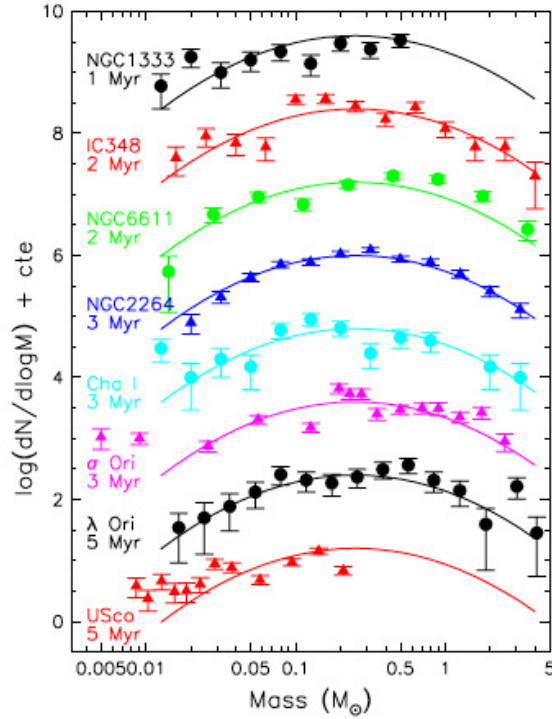 10
NGC1333
1 Myr
8
IC348
2 Myr
NGC6611
2 Myr
6
NGC2264
3 Myr
Cha I
3 Myr
4
σ Ori
3 Myr
2
λ Ori
5 Myr
0
USco
5 Myr
log(dN/dlogM) + cte
0.005 0.01 0.05 0.1 0.5 1 5
Mass (M⊙)